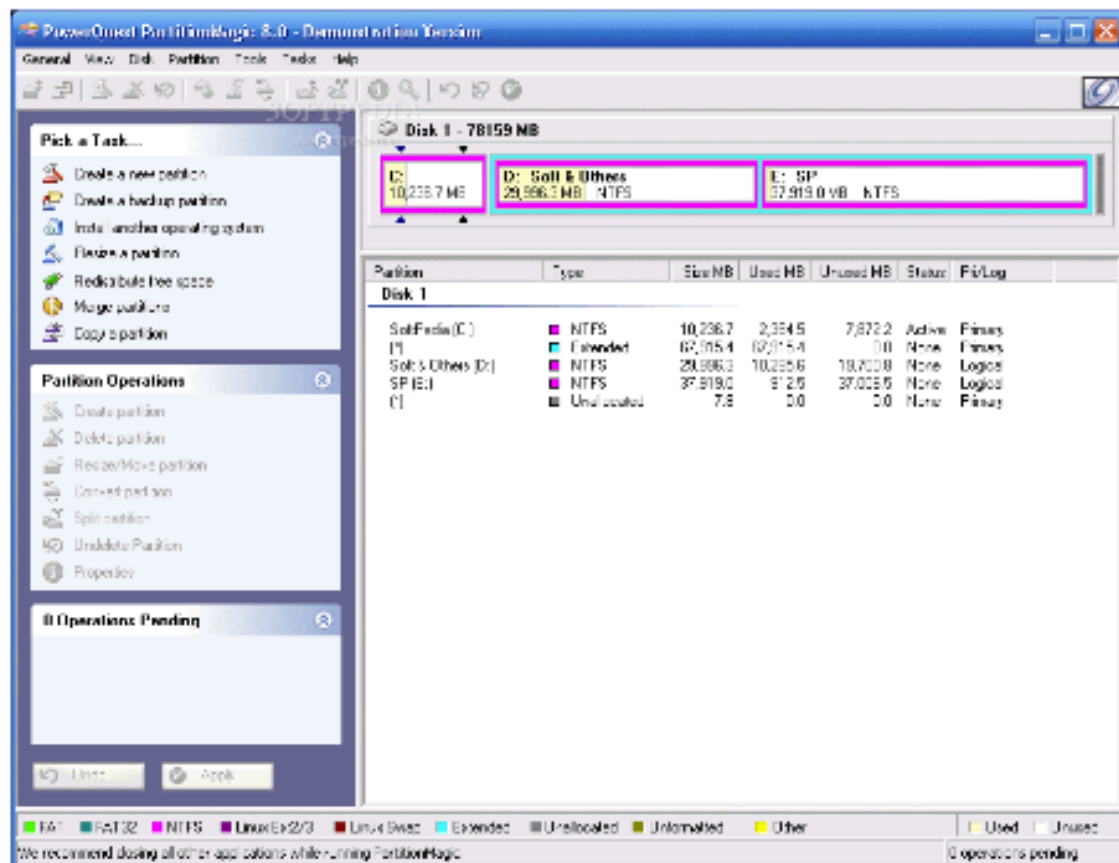 PowerQuest PartitionMagic 8.0 - Demonstration Version
General View Disk Partition Tools Tasks Help
SOFTPEDIA
Pick a Task...
Create a new partition
Create a backup partition
Install another operating system
Resize a partition
Redistribute free space
Merge partitions
Copy a partition
Partition Operations
Create partition
Delete partition
Resize/Move partition
Convert partition
Split partition
Undelete Partition
Properties
0 Operations Pending
Undo Apply
Disk 1 - 78159 MB
C: D: Soft & Others E: SP
10,236.7 MB 29,996.3 MB NTFS 37,919.0 MB NTFS
Partition Type Size MB Used MB Unused MB Status Pri/Log
Disk 1
SoftPedia (C:) NTFS 10,236.7 2,364.5 7,872.2 Active Primary
(*) Extended 67,915.4 67,915.4 0.0 None Primary
Soft & Others (D:) NTFS 29,996.3 10,295.6 19,700.8 None Logical
SP (E:) NTFS 37,919.0 912.5 37,006.5 None Logical
(*) Unallocated 7.8 0.0 0.0 None Primary
FAT FAT32 NTFS Linux Ext2/3 Linux Swap Extended Unallocated Unformatted Other Used Unused
We recommend closing all other applications while running PartitionMagic 0 operations pending